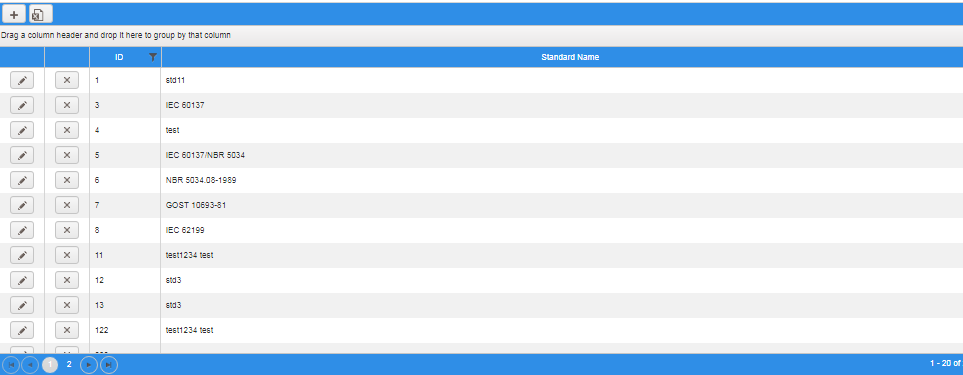 Drag a column header and drop it here to group by that column
ID Standard Name
1 std11
3 IEC 60137
4 test
5 IEC 60137/NBR 5034
6 NBR 5034.08-1989
7 GOST 10693-81
8 IEC 62199
11 test1234 test
12 std3
13 std3
122 test1234 test
1 2 1 - 20 of